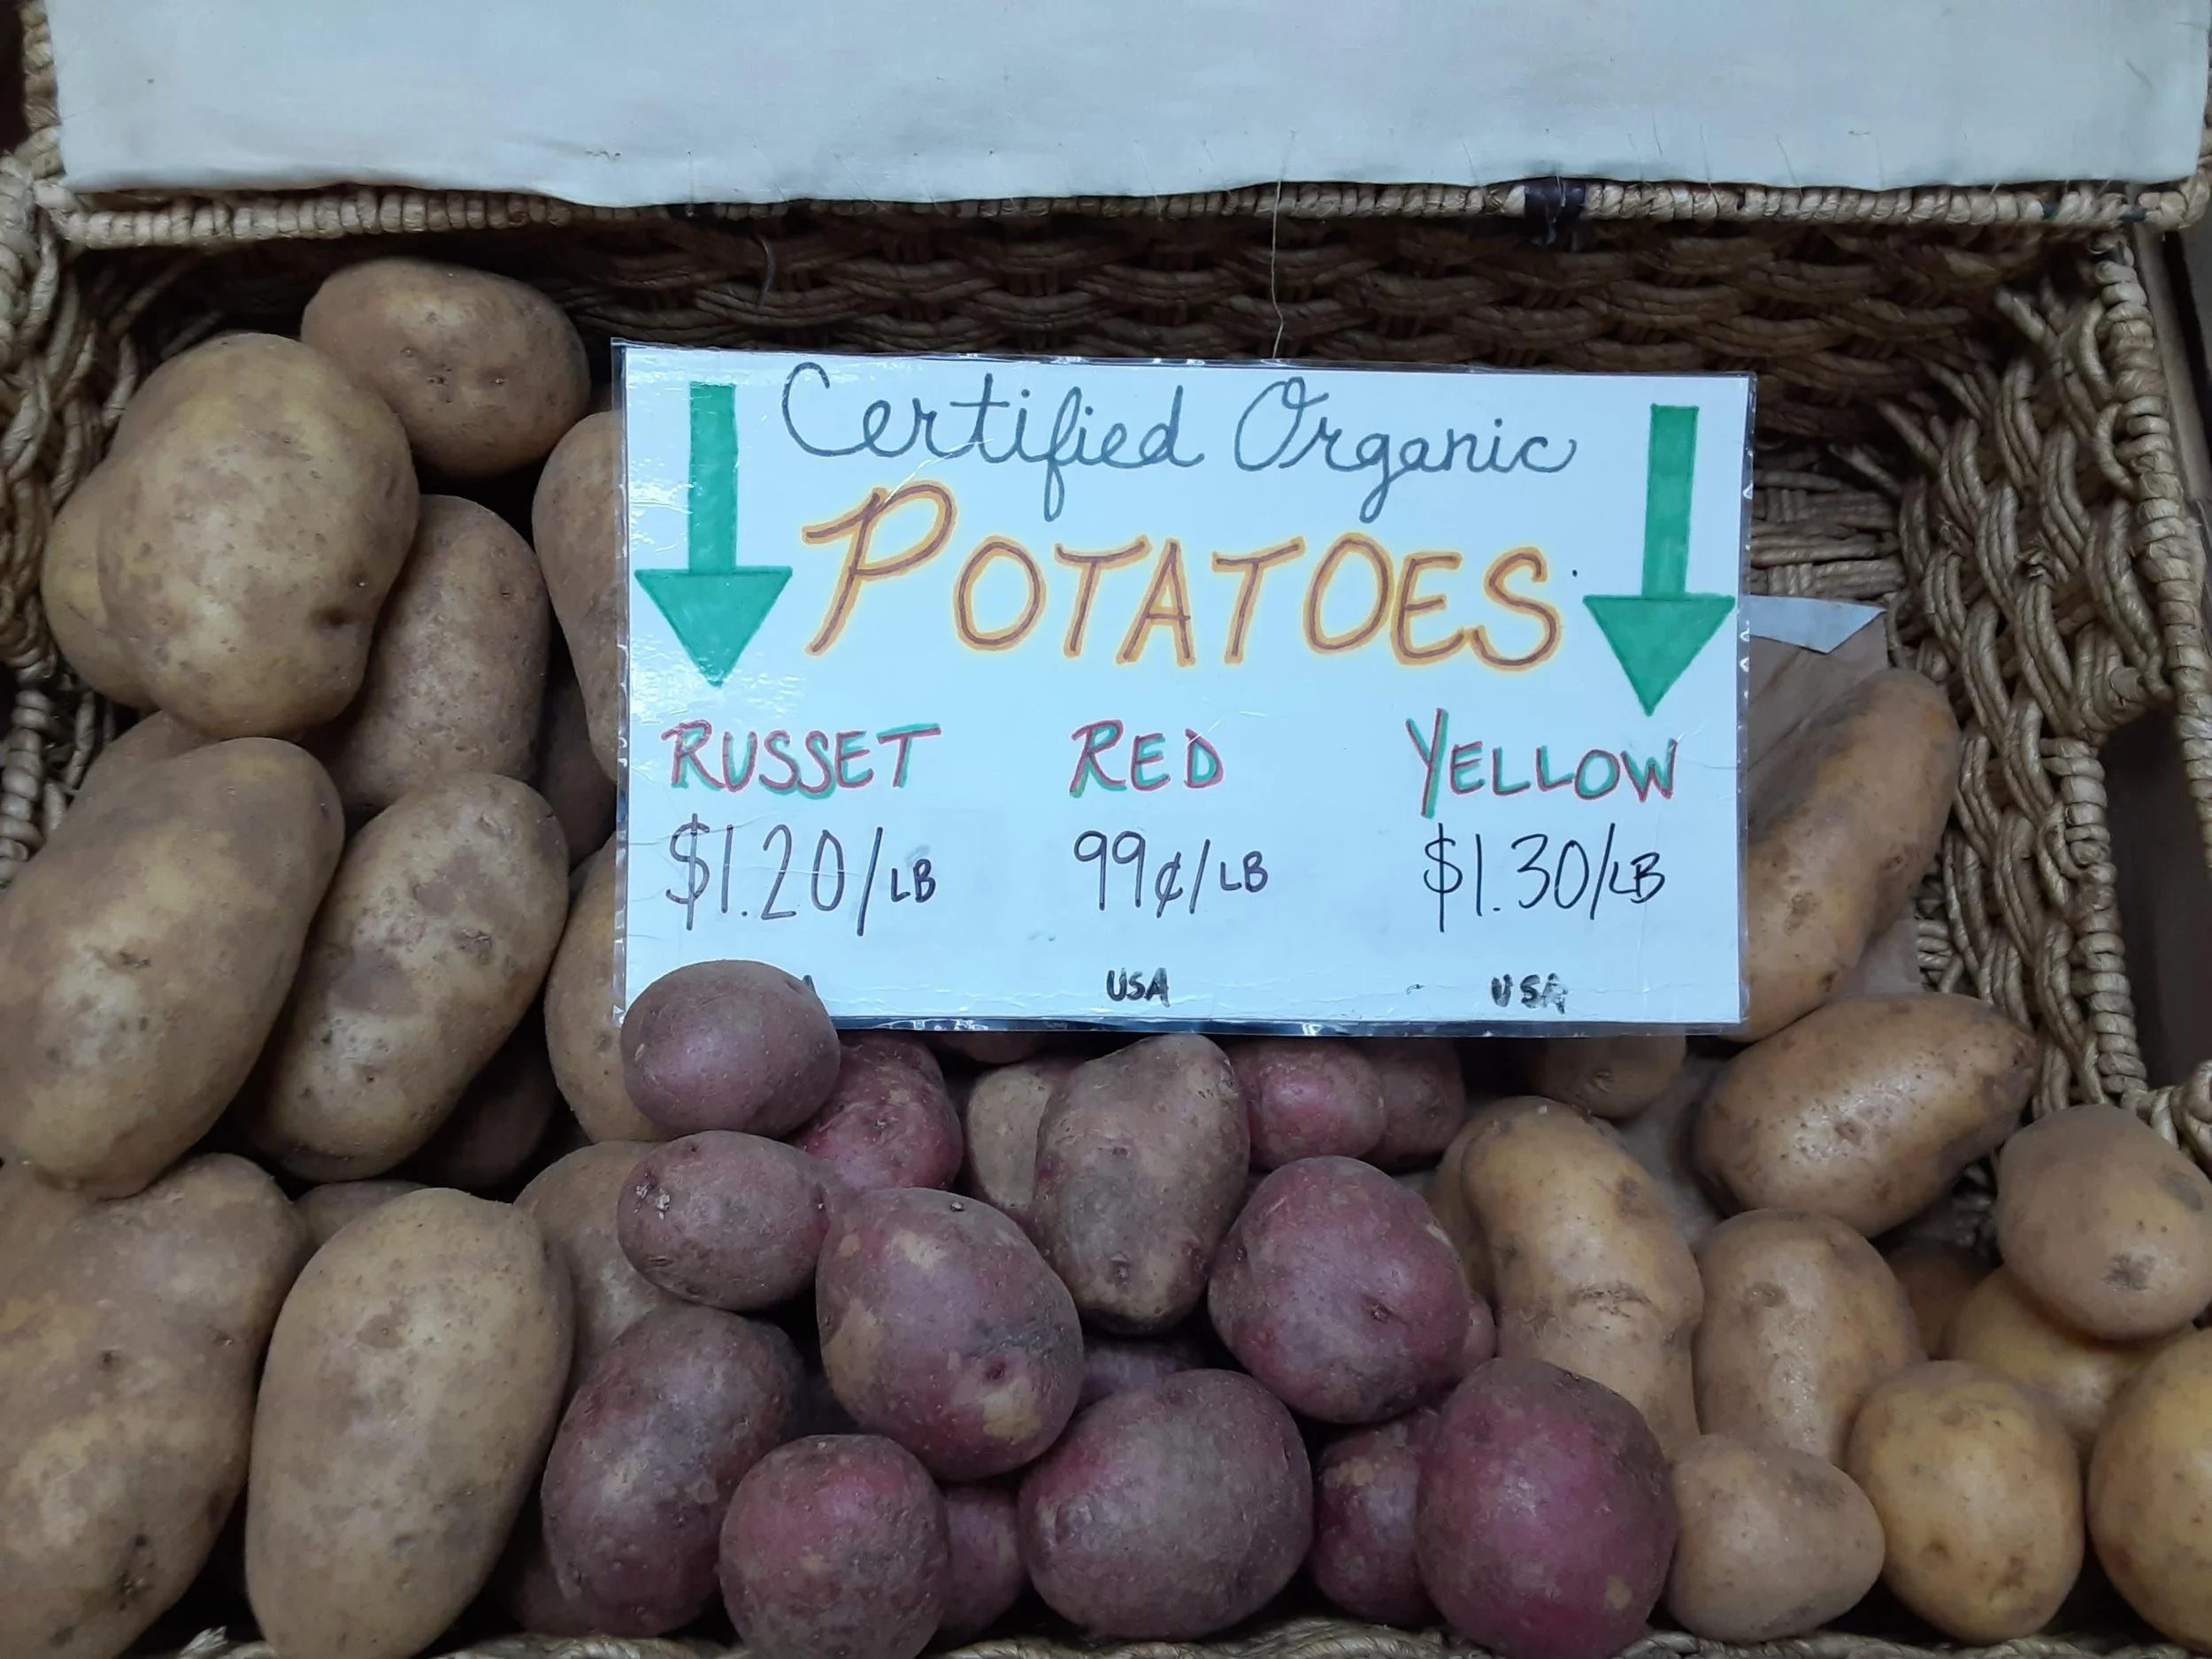 Certified Organic
POTATOES
RUSSET RED YELLOW
$1.20/LB 99¢/LB $1.30/LB
USA USA